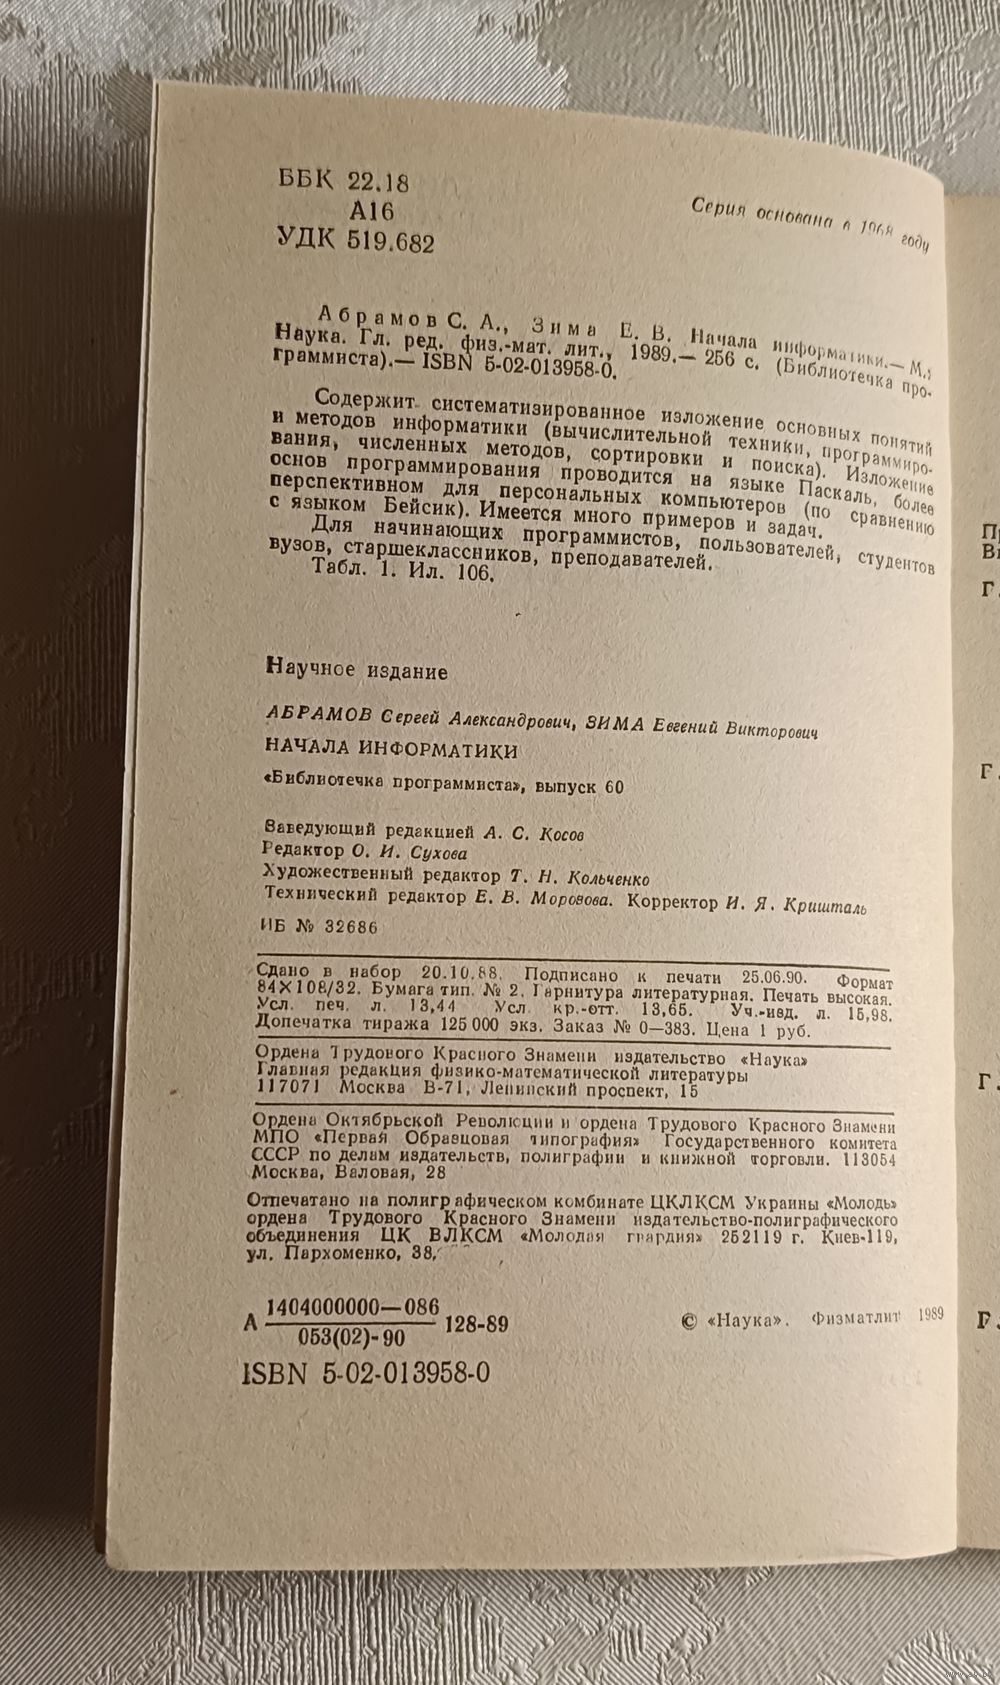 ББК 22.18
А16
УДК 519.682
Серия основана в 1968 году
Абрамов С. А., Зима Е. В. Начала информатики.— М.:
Наука. Гл. ред. физ.-мат. лит., 1989.— 256 с. (Библиотечка про-
граммиста).— ISBN 5-02-013958-0.
Содержит систематизированное изложение основных понятий
и методов информатики (вычислительной техники, программиро-
вания, численных методов, сортировки и поиска). Изложение
основ программирования проводится на языке Паскаль, более
перспективном для персональных компьютеров (по сравнению
с языком Бейсик). Имеется много примеров и задач.
Для начинающих программистов, пользователей, студентов
вузов, старшеклассников, преподавателей.
Табл. 1. Ил. 106.
Научное издание
АБРАМОВ Сергей Александрович, ЗИМА Евгений Викторович
НАЧАЛА ИНФОРМАТИКИ
«Библиотечка программиста», выпуск 60
Заведующий редакцией А. С. Косов
Редактор О. И. Сухова
Художественный редактор Т. Н. Кольченко
Технический редактор Е. В. Морозова. Корректор И. Я. Кришталь
ИБ № 32686
Сдано в набор 20.10.88. Подписано к печати 25.06.90. Формат
84×108/32. Бумага тип. № 2. Гарнитура литературная. Печать высокая.
Усл. печ. л. 13,44 Усл. кр.-отт. 13,65. Уч.-изд. л. 15,98.
Допечатка тиража 125 000 экз. Заказ № 0—383. Цена 1 руб.
Ордена Трудового Красного Знамени издательство «Наука»
Главная редакция физико-математической литературы
117071 Москва В-71, Ленинский проспект, 15
Ордена Октябрьской Революции и ордена Трудового Красного Знамени
МПО «Первая Образцовая типография» Государственного комитета
СССР по делам издательств, полиграфии и книжной торговли. 113054
Москва, Валовая, 28
Отпечатано на полиграфическом комбинате ЦКЛКСМ Украины «Молодь»
ордена Трудового Красного Знамени издательство-полиграфического
объединения ЦК ВЛКСМ «Молодая гвардия» 252119 г. Киев-119,
ул. Пархоменко, 38.
А 1404000000—086 128-89
053(02)-90
© «Наука». Физматлит 1989
ISBN 5-02-013958-0